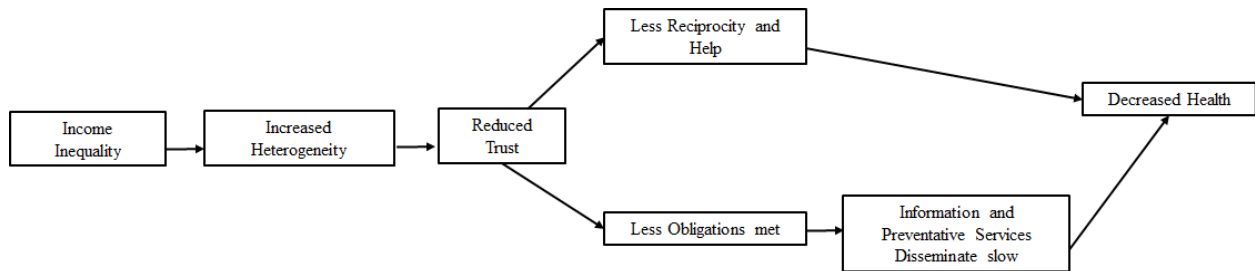 Income
Inequality
Increased
Heterogeneity
Reduced
Trust
Less Reciprocity and
Help
Less Obligations met
Information and
Preventative Services
Disseminate slow
Decreased Health